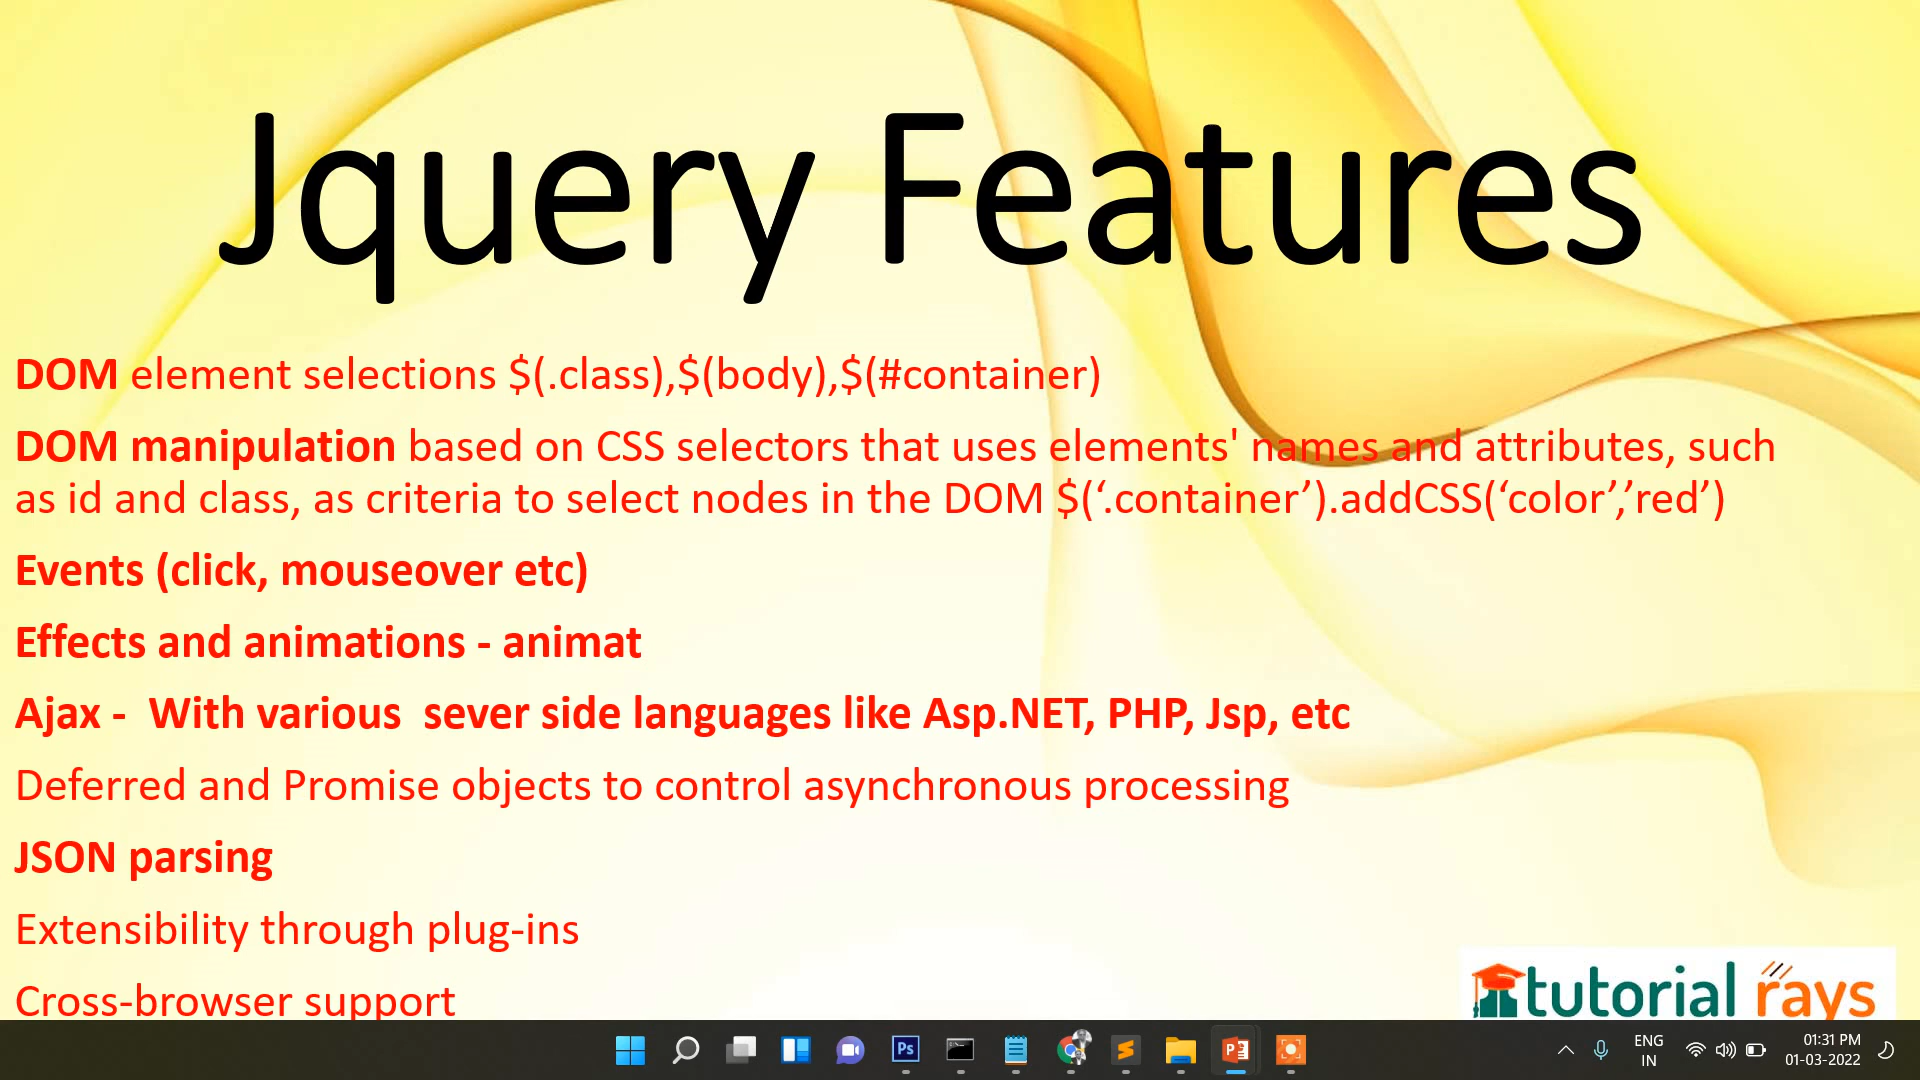 Jquery Features
DOM element selections $(.class),$(body),$(#container)
DOM manipulation based on CSS selectors that uses elements' names and attributes, such
as id and class, as criteria to select nodes in the DOM $(‘.container’).addCSS(‘color’,’red’)
Events (click, mouseover etc)
Effects and animations - animat
Ajax -  With various  sever side languages like Asp.NET, PHP, Jsp, etc
Deferred and Promise objects to control asynchronous processing
JSON parsing
Extensibility through plug-ins
Cross-browser support
tutorial rays
Ps
ENG
IN
01:31 PM
01-03-2022